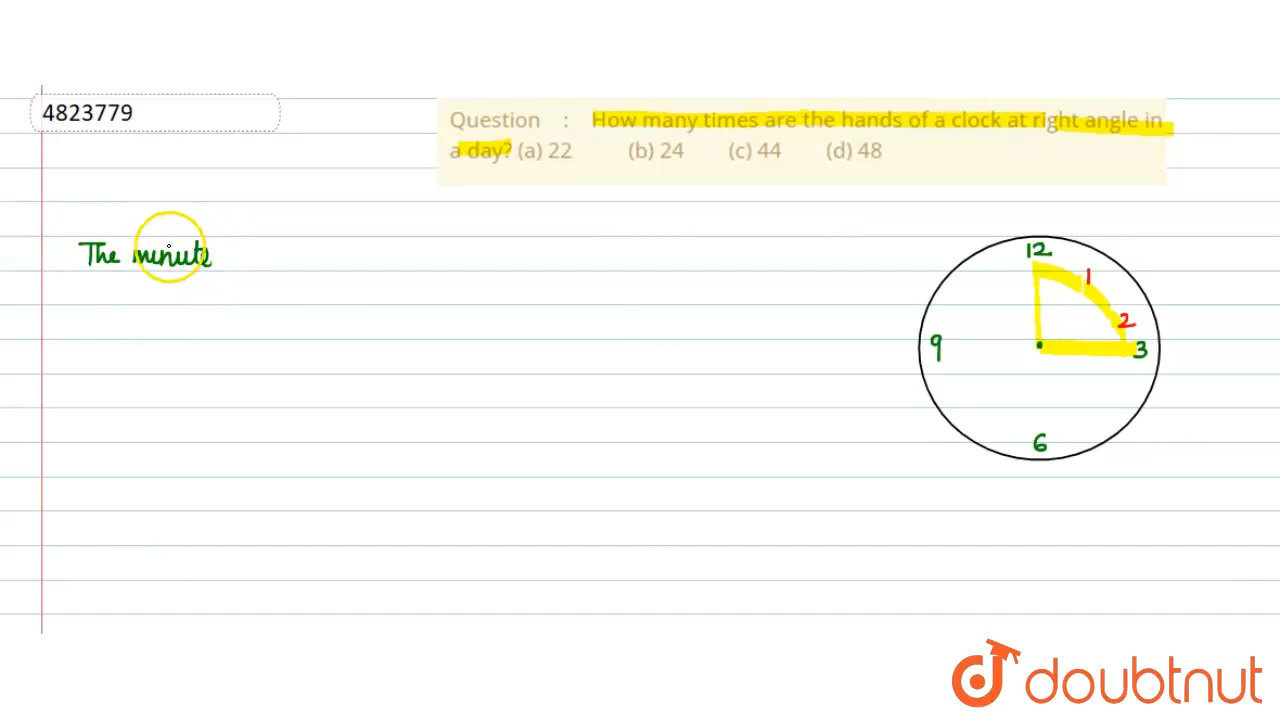 4823779
Question : How many times are the hands of a clock at right angle in
a day? (a) 22 (b) 24 (c) 44 (d) 48
The minute
12
1
2
9
3
6
doubtnut